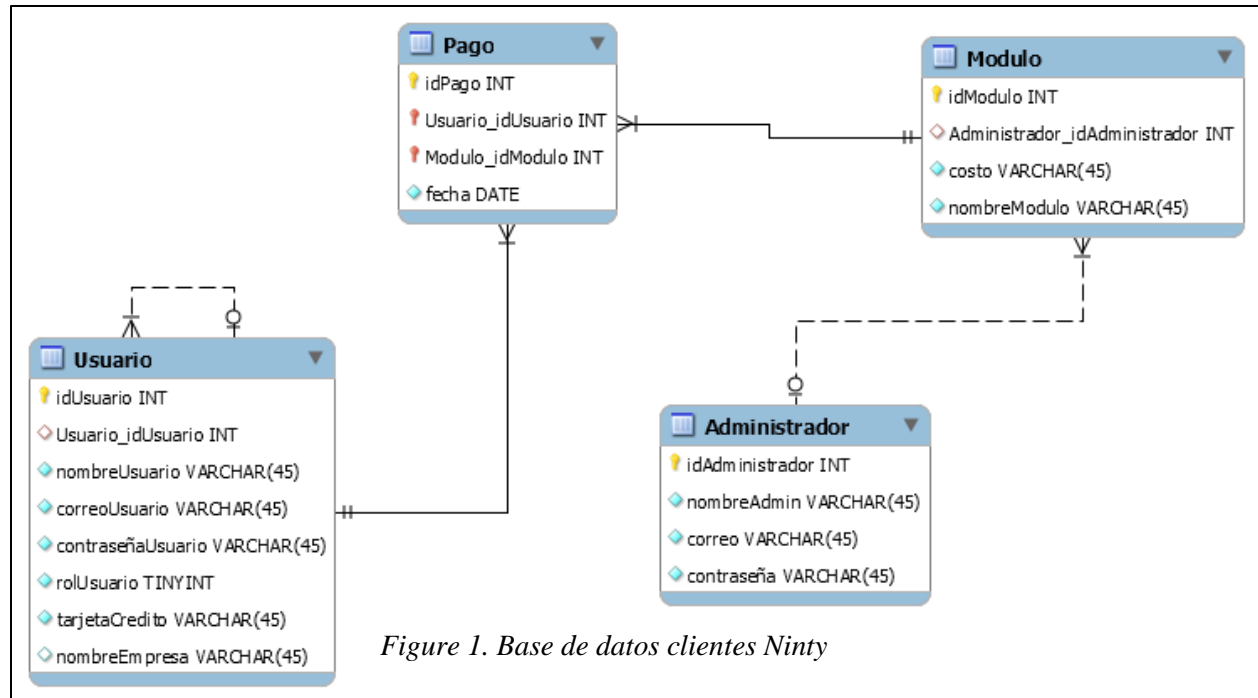 Pago
idPago INT
Usuario_idUsuario INT
Modulo_idModulo INT
fecha DATE
Modulo
idModulo INT
Administrador_idAdministrador INT
costo VARCHAR(45)
nombreModulo VARCHAR(45)
Usuario
idUsuario INT
Usuario_idUsuario INT
nombreUsuario VARCHAR(45)
correoUsuario VARCHAR(45)
contraseñaUsuario VARCHAR(45)
rolUsuario TINYINT
tarjetaCredito VARCHAR(45)
nombreEmpresa VARCHAR(45)
Administrador
idAdministrador INT
nombreAdmin VARCHAR(45)
correo VARCHAR(45)
contraseña VARCHAR(45)
Figure 1. Base de datos clientes Ninty